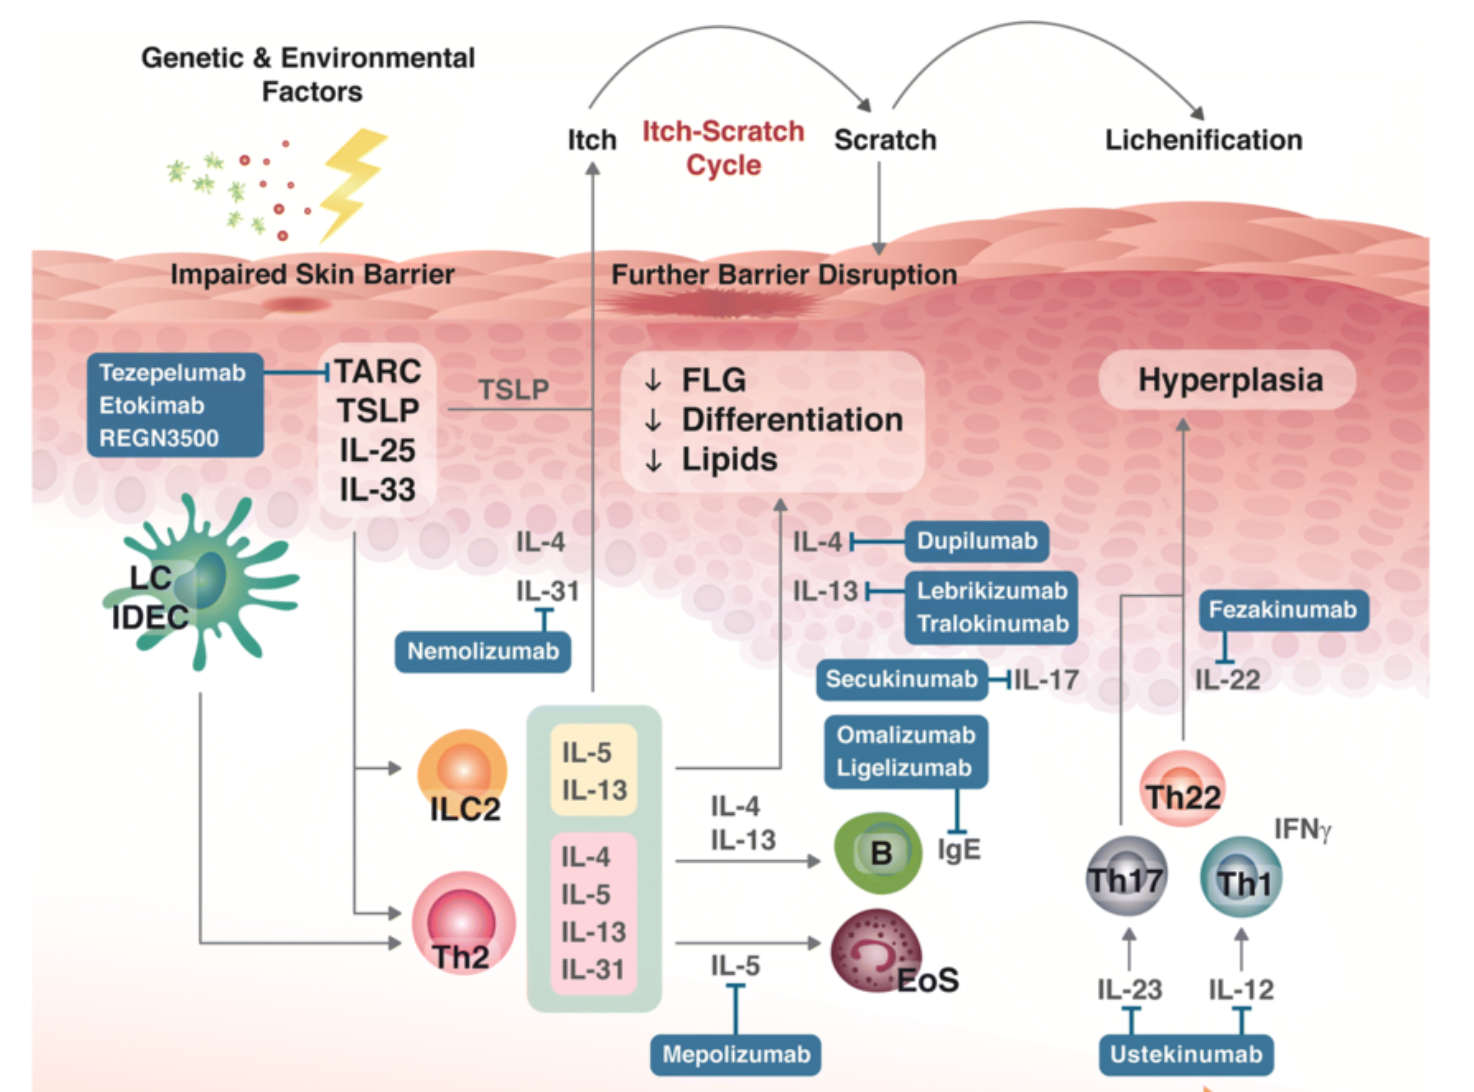 Genetic & Environmental
Factors
Itch
Itch-Scratch
Cycle
Scratch
Lichenification
Impaired Skin Barrier
Further Barrier Disruption
Tezepelumab
Etokimab
REGN3500
TARC
TSLP
IL-25
IL-33
TSLP
↓ FLG
↓ Differentiation
↓ Lipids
Hyperplasia
LC
IDEC
IL-4
IL-31
Nemolizumab
IL-4
Dupilumab
IL-13
Lebrikizumab
Tralokinumab
Fezakinumab
Secukinumab
IL-17
IL-22
Omalizumab
Ligelizumab
ILC2
IL-5
IL-13
IL-4
IL-13
B
IgE
Th22
IFNγ
Th17
Th1
Th2
IL-4
IL-5
IL-13
IL-31
IL-5
EoS
IL-23
IL-12
Mepolizumab
Ustekinumab